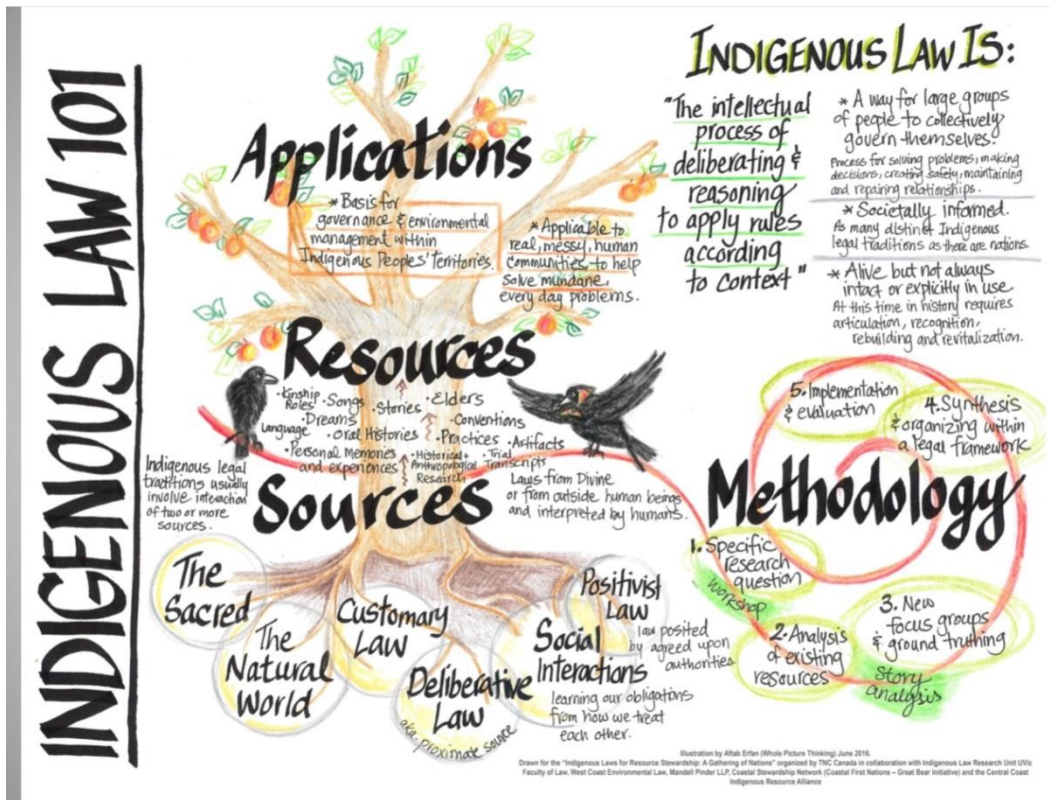 INDIGENOUS LAW 101
Applications
* Basis for
governance & environmental
management within
Indigenous Peoples' Territories.
* Applicable to
real, messy, human
communities, to help
solve mundane,
every day problems.
Resources
• Kinship
Roles
• Songs
• Stories
• Elders
• Dreams
• Conventions
Language
• Oral Histories
• Practices
• Artifacts
• Personal Memories
and experiences
• Historical +
Anthropological
Research
• Trial
Transcripts
Indigenous legal
traditions usually
involve interaction
of two or more
sources.
Sources
Laws from Divine
or from outside human beings
and interpreted by humans.
The
Sacred
The
Natural
World
Customary
Law
Deliberative
Law
aka. proximate source
Social
Interactions
learning our obligations
from how we treat
each other.
Positivist
Law
law posited
by agreed upon
authorities
INDIGENOUS LAW IS:
"The intellectual
process of
deliberating &
reasoning
to apply rules
according
to context"
* A way for large groups
of people to collectively
govern themselves.
Process for solving problems, making
decisions, creating safety, maintaining
and repairing relationships.
* Societally informed.
As many distinct Indigenous
legal traditions as there are nations.
* Alive but not always
intact or explicitly in use
At this time in history requires
articulation, recognition,
rebuilding and revitalization.
Methodology
1. Specific
research
question
Workshop
2. Analysis
of existing
resources
3. New
focus groups
& ground truthing
Story
analysis
4. Synthesis
& organizing within
a legal framework
5. Implementation
& evaluation
Illustration by Aftab Erfan (Whole Picture Thinking) June 2016.
Drawn for the "Indigenous Laws for Resource Stewardship: A Gathering of Nations" organized by TNC Canada in collaboration with Indigenous Law Research Unit UVic
Faculty of Law, West Coast Environmental Law, Mandell Pinder LLP, Coastal Stewardship Network (Coastal First Nations – Great Bear Initiative) and the Central Coast
Indigenous Resource Alliance